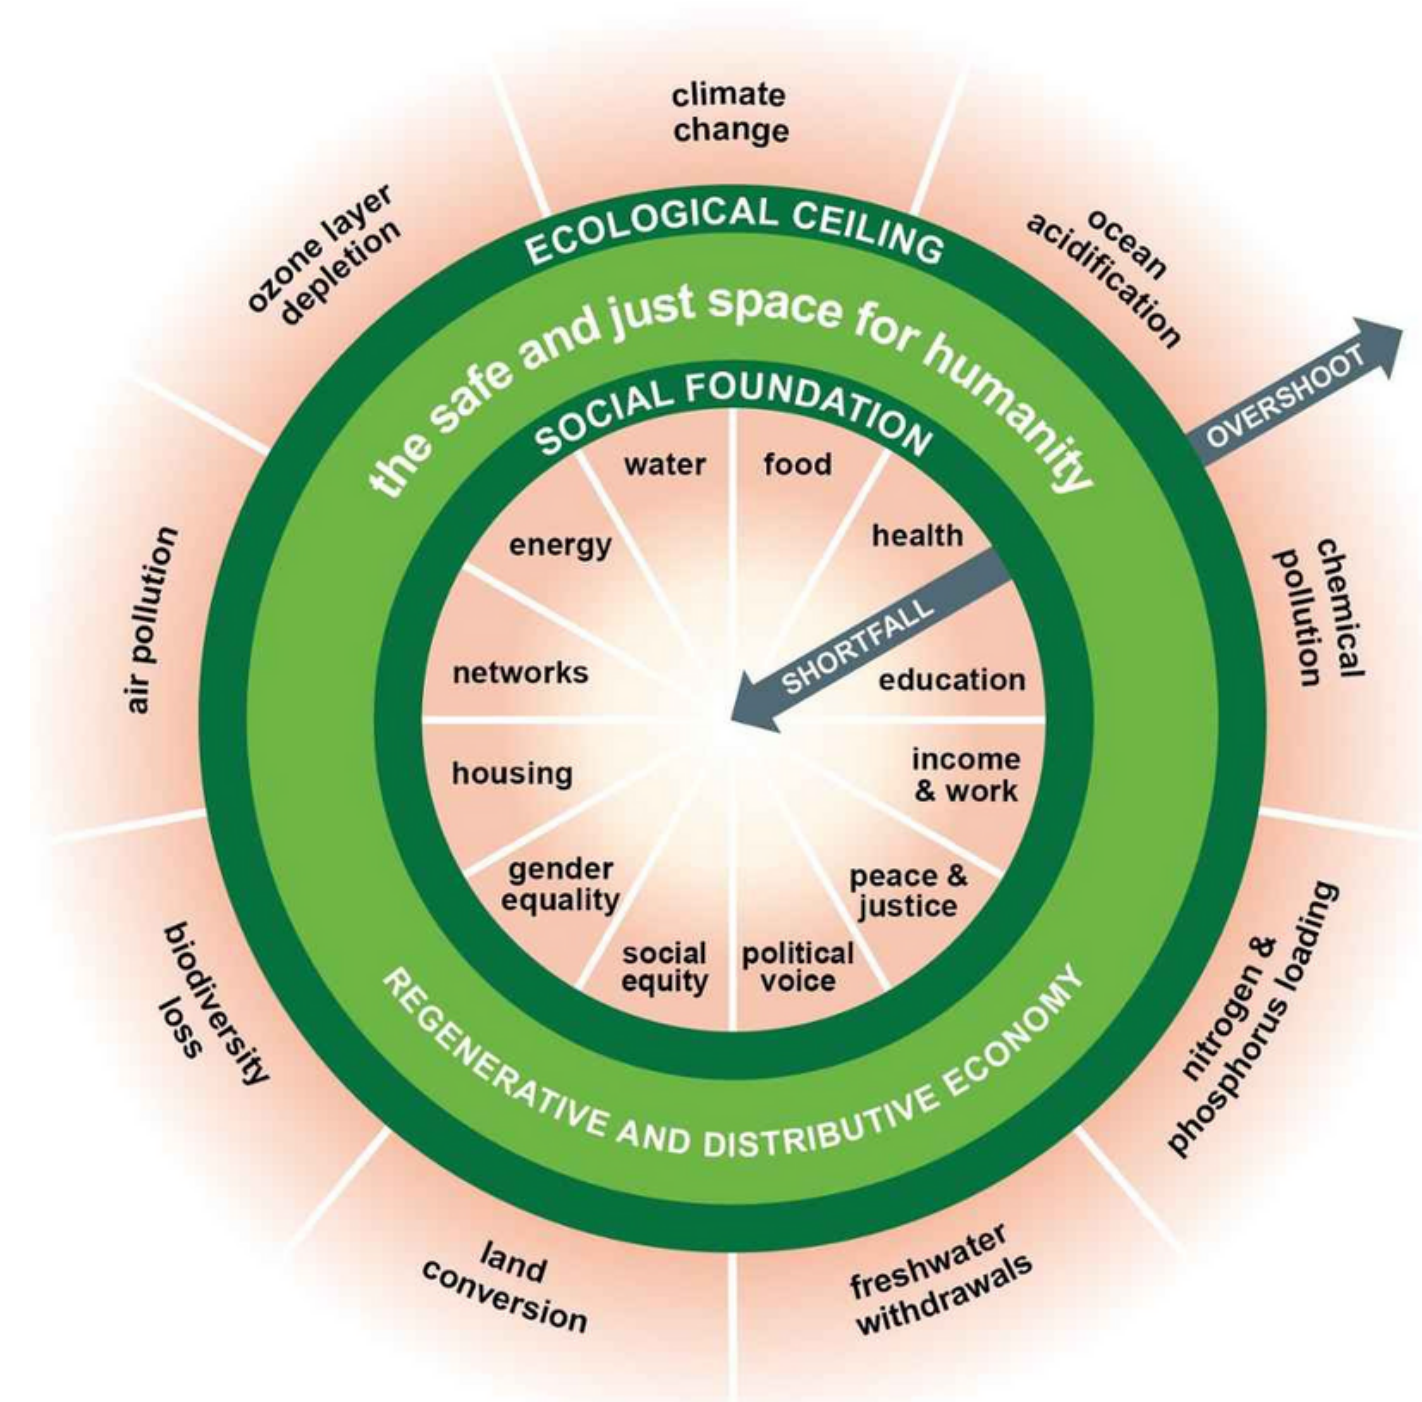 climate
change
ocean
acidification
OVERSHOOT
chemical
pollution
nitrogen &
phosphorus loading
freshwater
withdrawals
land
conversion
biodiversity
loss
air pollution
ozone layer
depletion
ECOLOGICAL CEILING
the safe and just space for humanity
SOCIAL FOUNDATION
water
food
health
SHORTFALL
education
income
& work
peace &
justice
political
voice
social
equity
gender
equality
housing
networks
energy
REGENERATIVE AND DISTRIBUTIVE ECONOMY